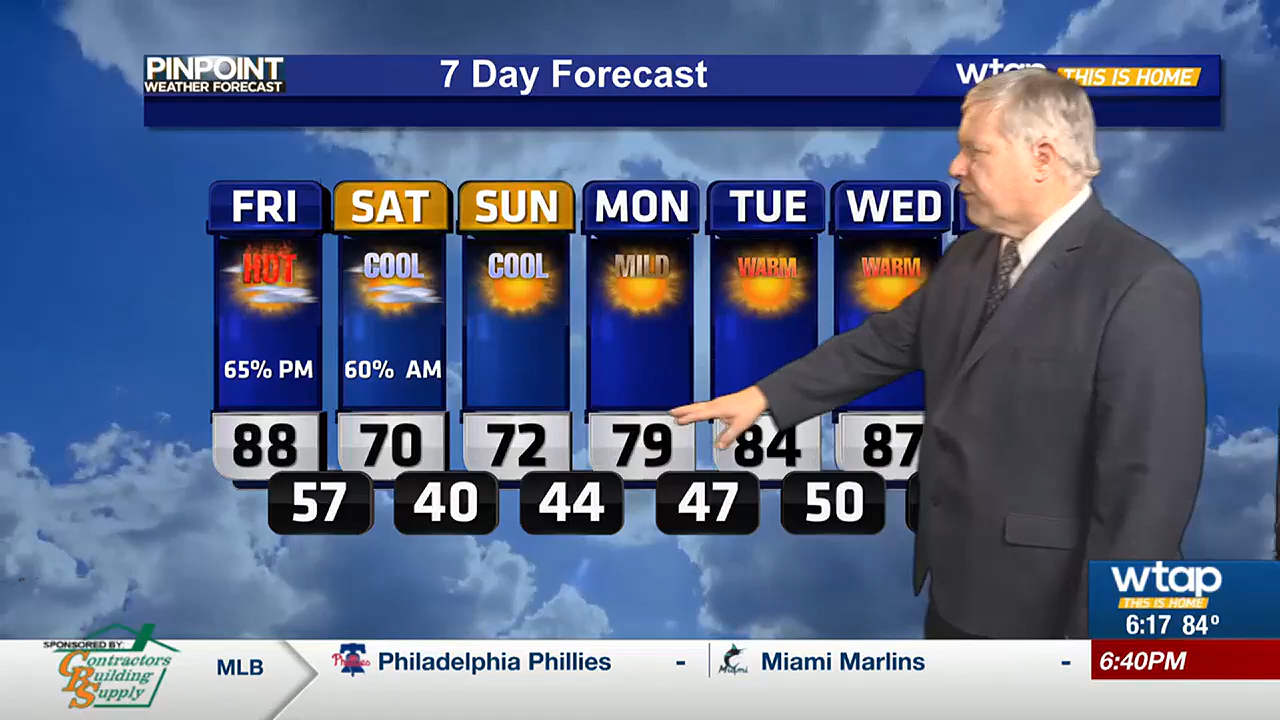 PINPOINT
WEATHER FORECAST
7 Day Forecast
wtap THIS IS HOME
FRI SAT SUN MON TUE WED
HOT COOL COOL MILD WARM WARM
65% PM 60% AM
88 70 72 79 84 87
57 40 44 47 50
wtap
THIS IS HOME
6:17 84°
SPONSORED BY:
Contractors
Building
Supply
MLB
Phillies
Philadelphia Phillies -
Miami
Miami Marlins -
6:40PM